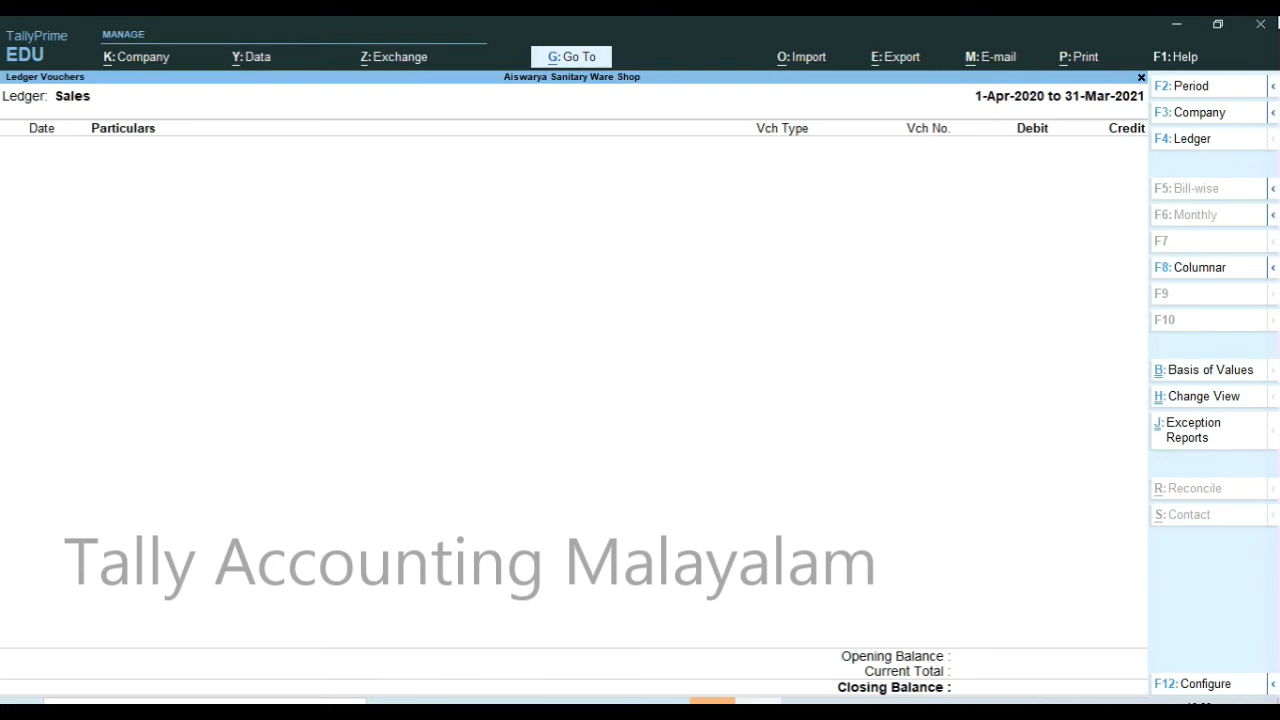 TallyPrime
EDU
MANAGE
K: Company
Y: Data
Z: Exchange
G: Go To
O: Import
E: Export
M: E-mail
P: Print
F1: Help
Ledger Vouchers
Aiswarya Sanitary Ware Shop
Ledger: Sales
1-Apr-2020 to 31-Mar-2021
Date Particulars Vch Type Vch No. Debit Credit
F2: Period
F3: Company
F4: Ledger
F5: Bill-wise
F6: Monthly
F7
F8: Columnar
F9
F10
B: Basis of Values
H: Change View
J: Exception
Reports
R: Reconcile
S: Contact
Tally Accounting Malayalam
Opening Balance :
Current Total :
Closing Balance :
F12: Configure